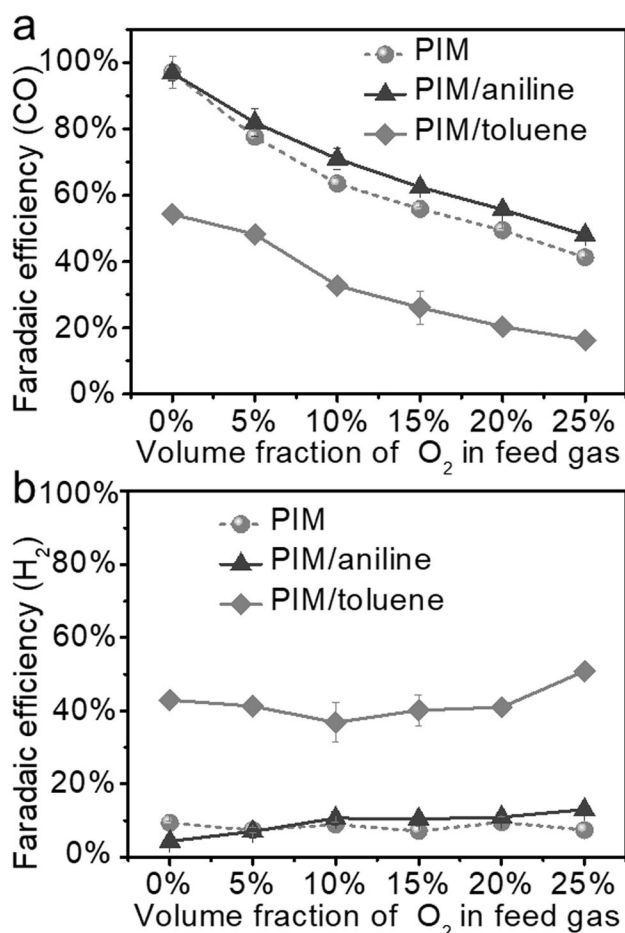 a
Faradaic efficiency (CO)
100%
80%
60%
40%
20%
0%
PIM
PIM/aniline
PIM/toluene
0% 5% 10% 15% 20% 25%
Volume fraction of O₂ in feed gas
b
Faradaic efficiency (H₂)
100%
80%
60%
40%
20%
0%
PIM
PIM/aniline
PIM/toluene
0% 5% 10% 15% 20% 25%
Volume fraction of O₂ in feed gas